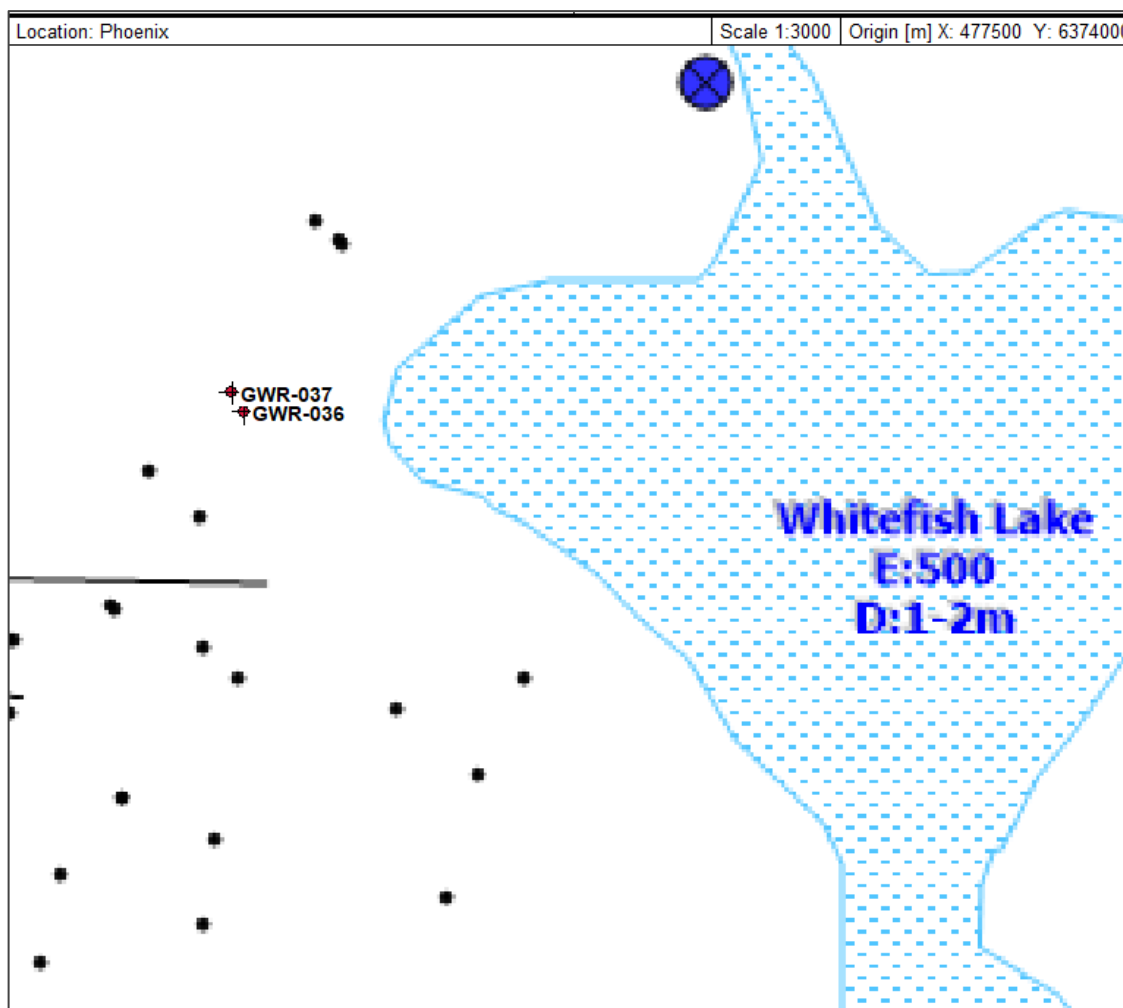 Location: Phoenix
Scale 1:3000
Origin [m] X: 477500 Y: 6374000
GWR-037
GWR-036
Whitefish Lake
E:500
D:1-2m